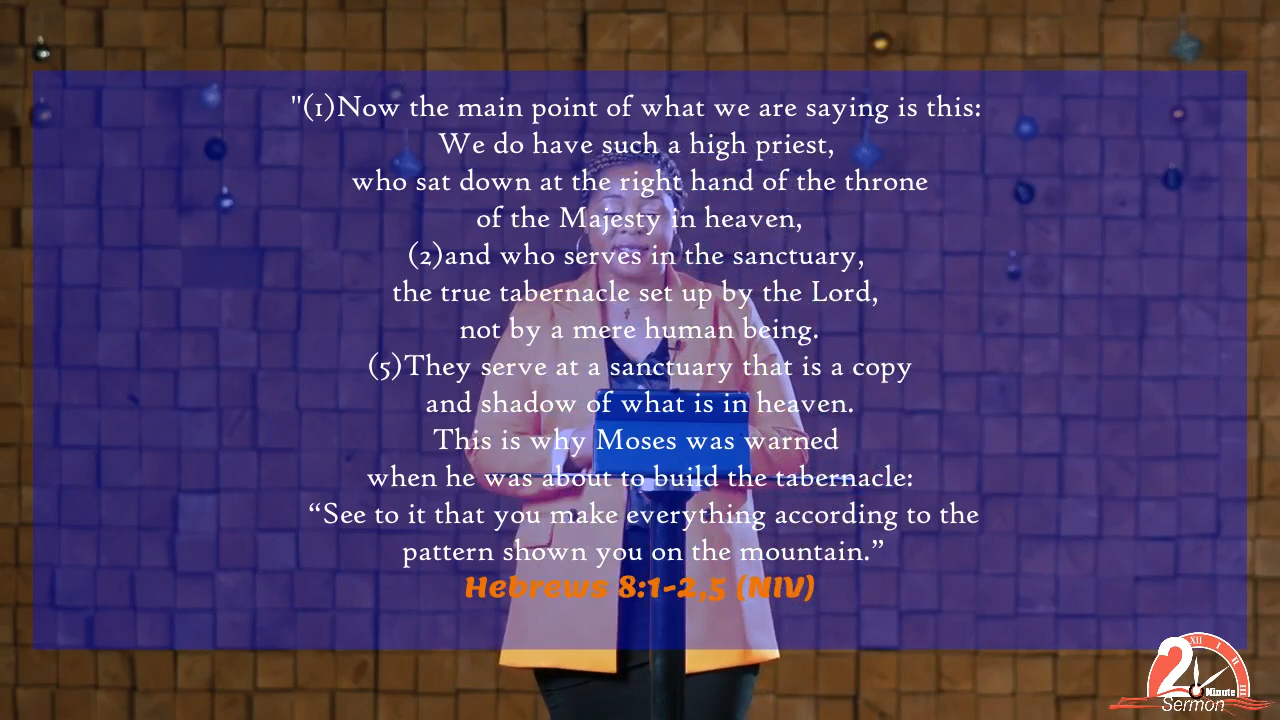 "(1)Now the main point of what we are saying is this:
We do have such a high priest,
who sat down at the right hand of the throne
of the Majesty in heaven,
(2)and who serves in the sanctuary,
the true tabernacle set up by the Lord,
not by a mere human being.
(5)They serve at a sanctuary that is a copy
and shadow of what is in heaven.
This is why Moses was warned
when he was about to build the tabernacle:
“See to it that you make everything according to the
pattern shown you on the mountain.”
Hebrews 8:1-2,5 (NIV)
XII I II III
2 Minute
Sermon